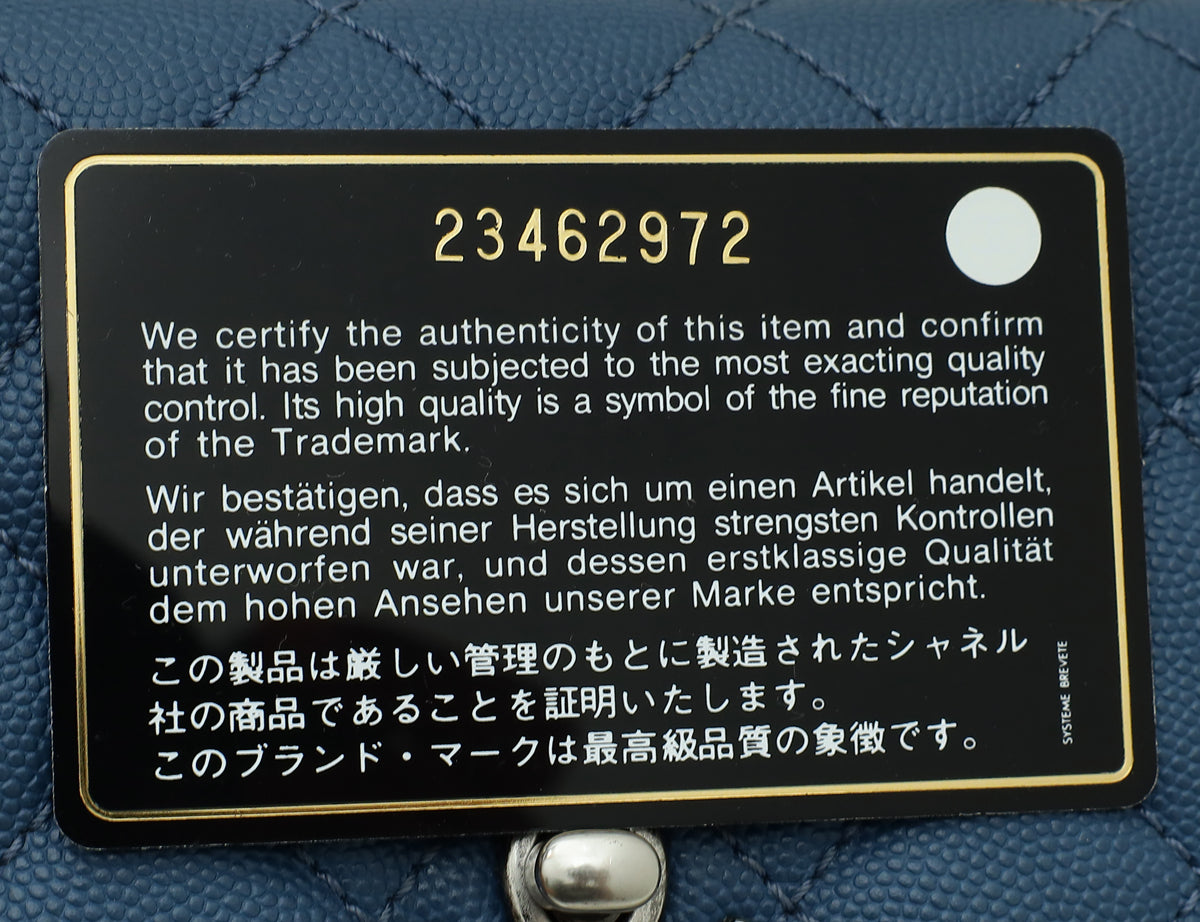 23462972
We certify the authenticity of this item and confirm
that it has been subjected to the most exacting quality
control. Its high quality is a symbol of the fine reputation
of the Trademark.
Wir bestätigen, dass es sich um einen Artikel handelt,
der während seiner Herstellung strengsten Kontrollen
unterworfen war, und dessen erstklassige Qualität
dem hohen Ansehen unserer Marke entspricht.
この製品は厳しい管理のもとに製造されたシャネル
社の商品であることを証明いたします。
このブランド・マークは最高級品質の象徴です。
SYSTEME BREVETE